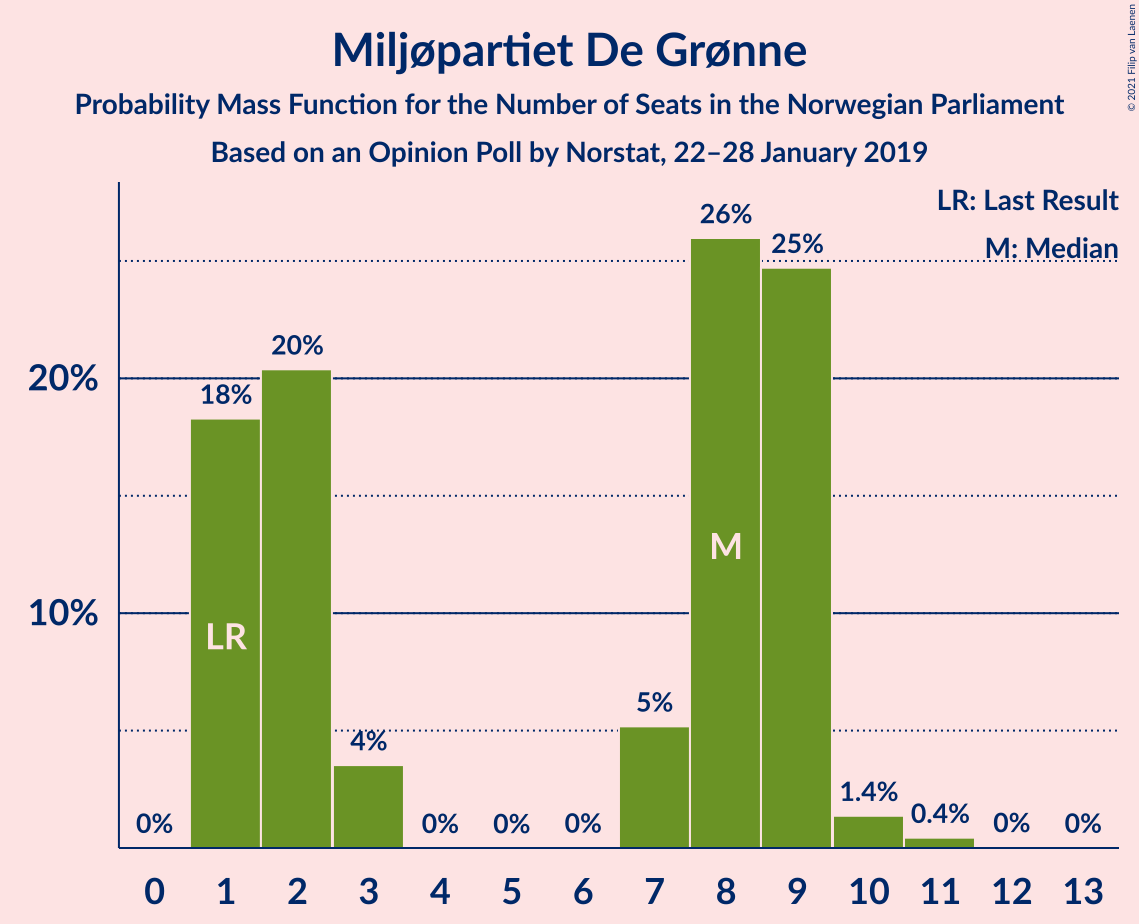 Miljøpartiet De Grønne
Probability Mass Function for the Number of Seats in the Norwegian Parliament
Based on an Opinion Poll by Norstat, 22–28 January 2019
© 2021 Filip van Laenen
LR: Last Result
M: Median
20%
10%
0%
18%
20%
4%
0%
0%
0%
5%
26%
25%
1.4%
0.4%
0%
0%
LR
M
0 1 2 3 4 5 6 7 8 9 10 11 12 13